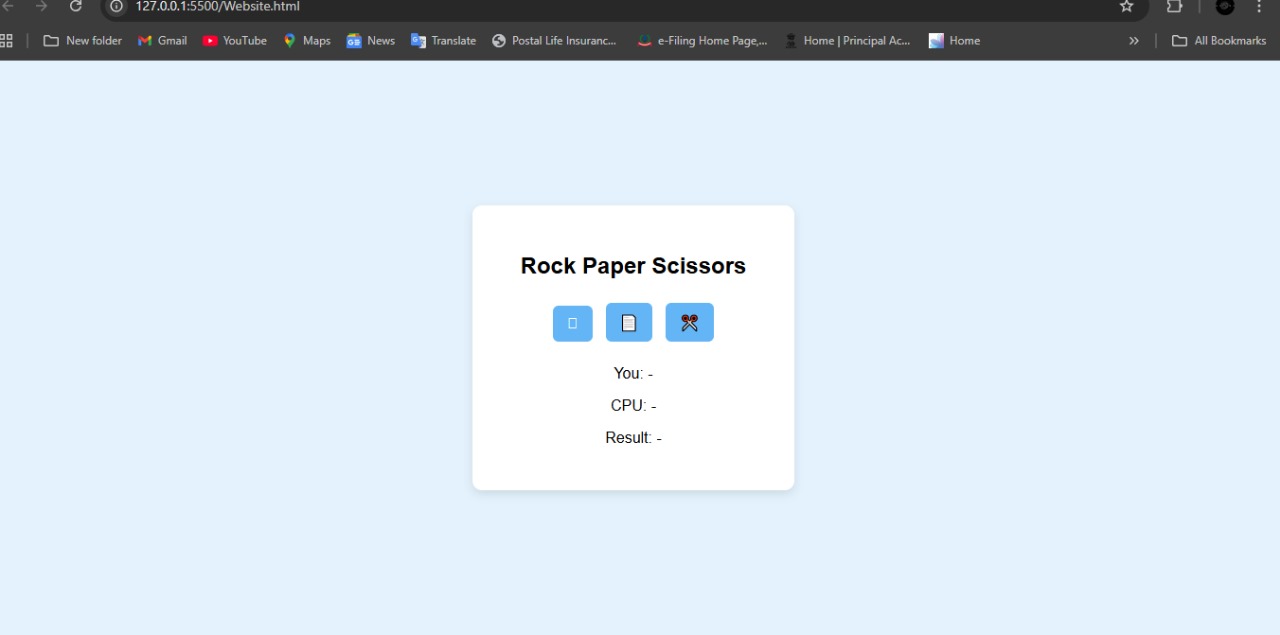 127.0.0.1:5500/Website.html
New folder Gmail YouTube Maps News Translate Postal Life Insuranc... e-Filing Home Page,... Home | Principal Ac... Home » All Bookmarks
Rock Paper Scissors
You: -
CPU: -
Result: -